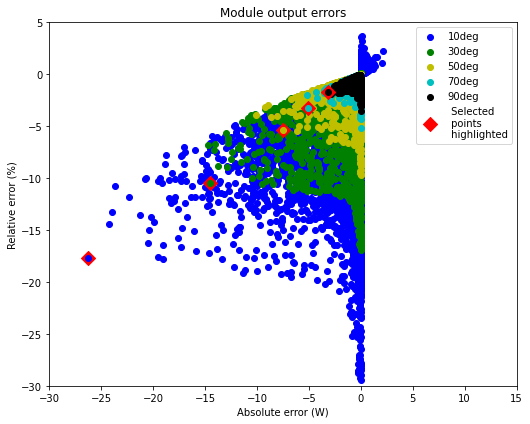 Module output errors
10deg
30deg
50deg
70deg
90deg
Selected
points
highlighted
5
0
−5
−10
−15
−20
−25
−30
Relative error (%)
−30
−25
−20
−15
−10
−5
0
5
10
15
Absolute error (W)